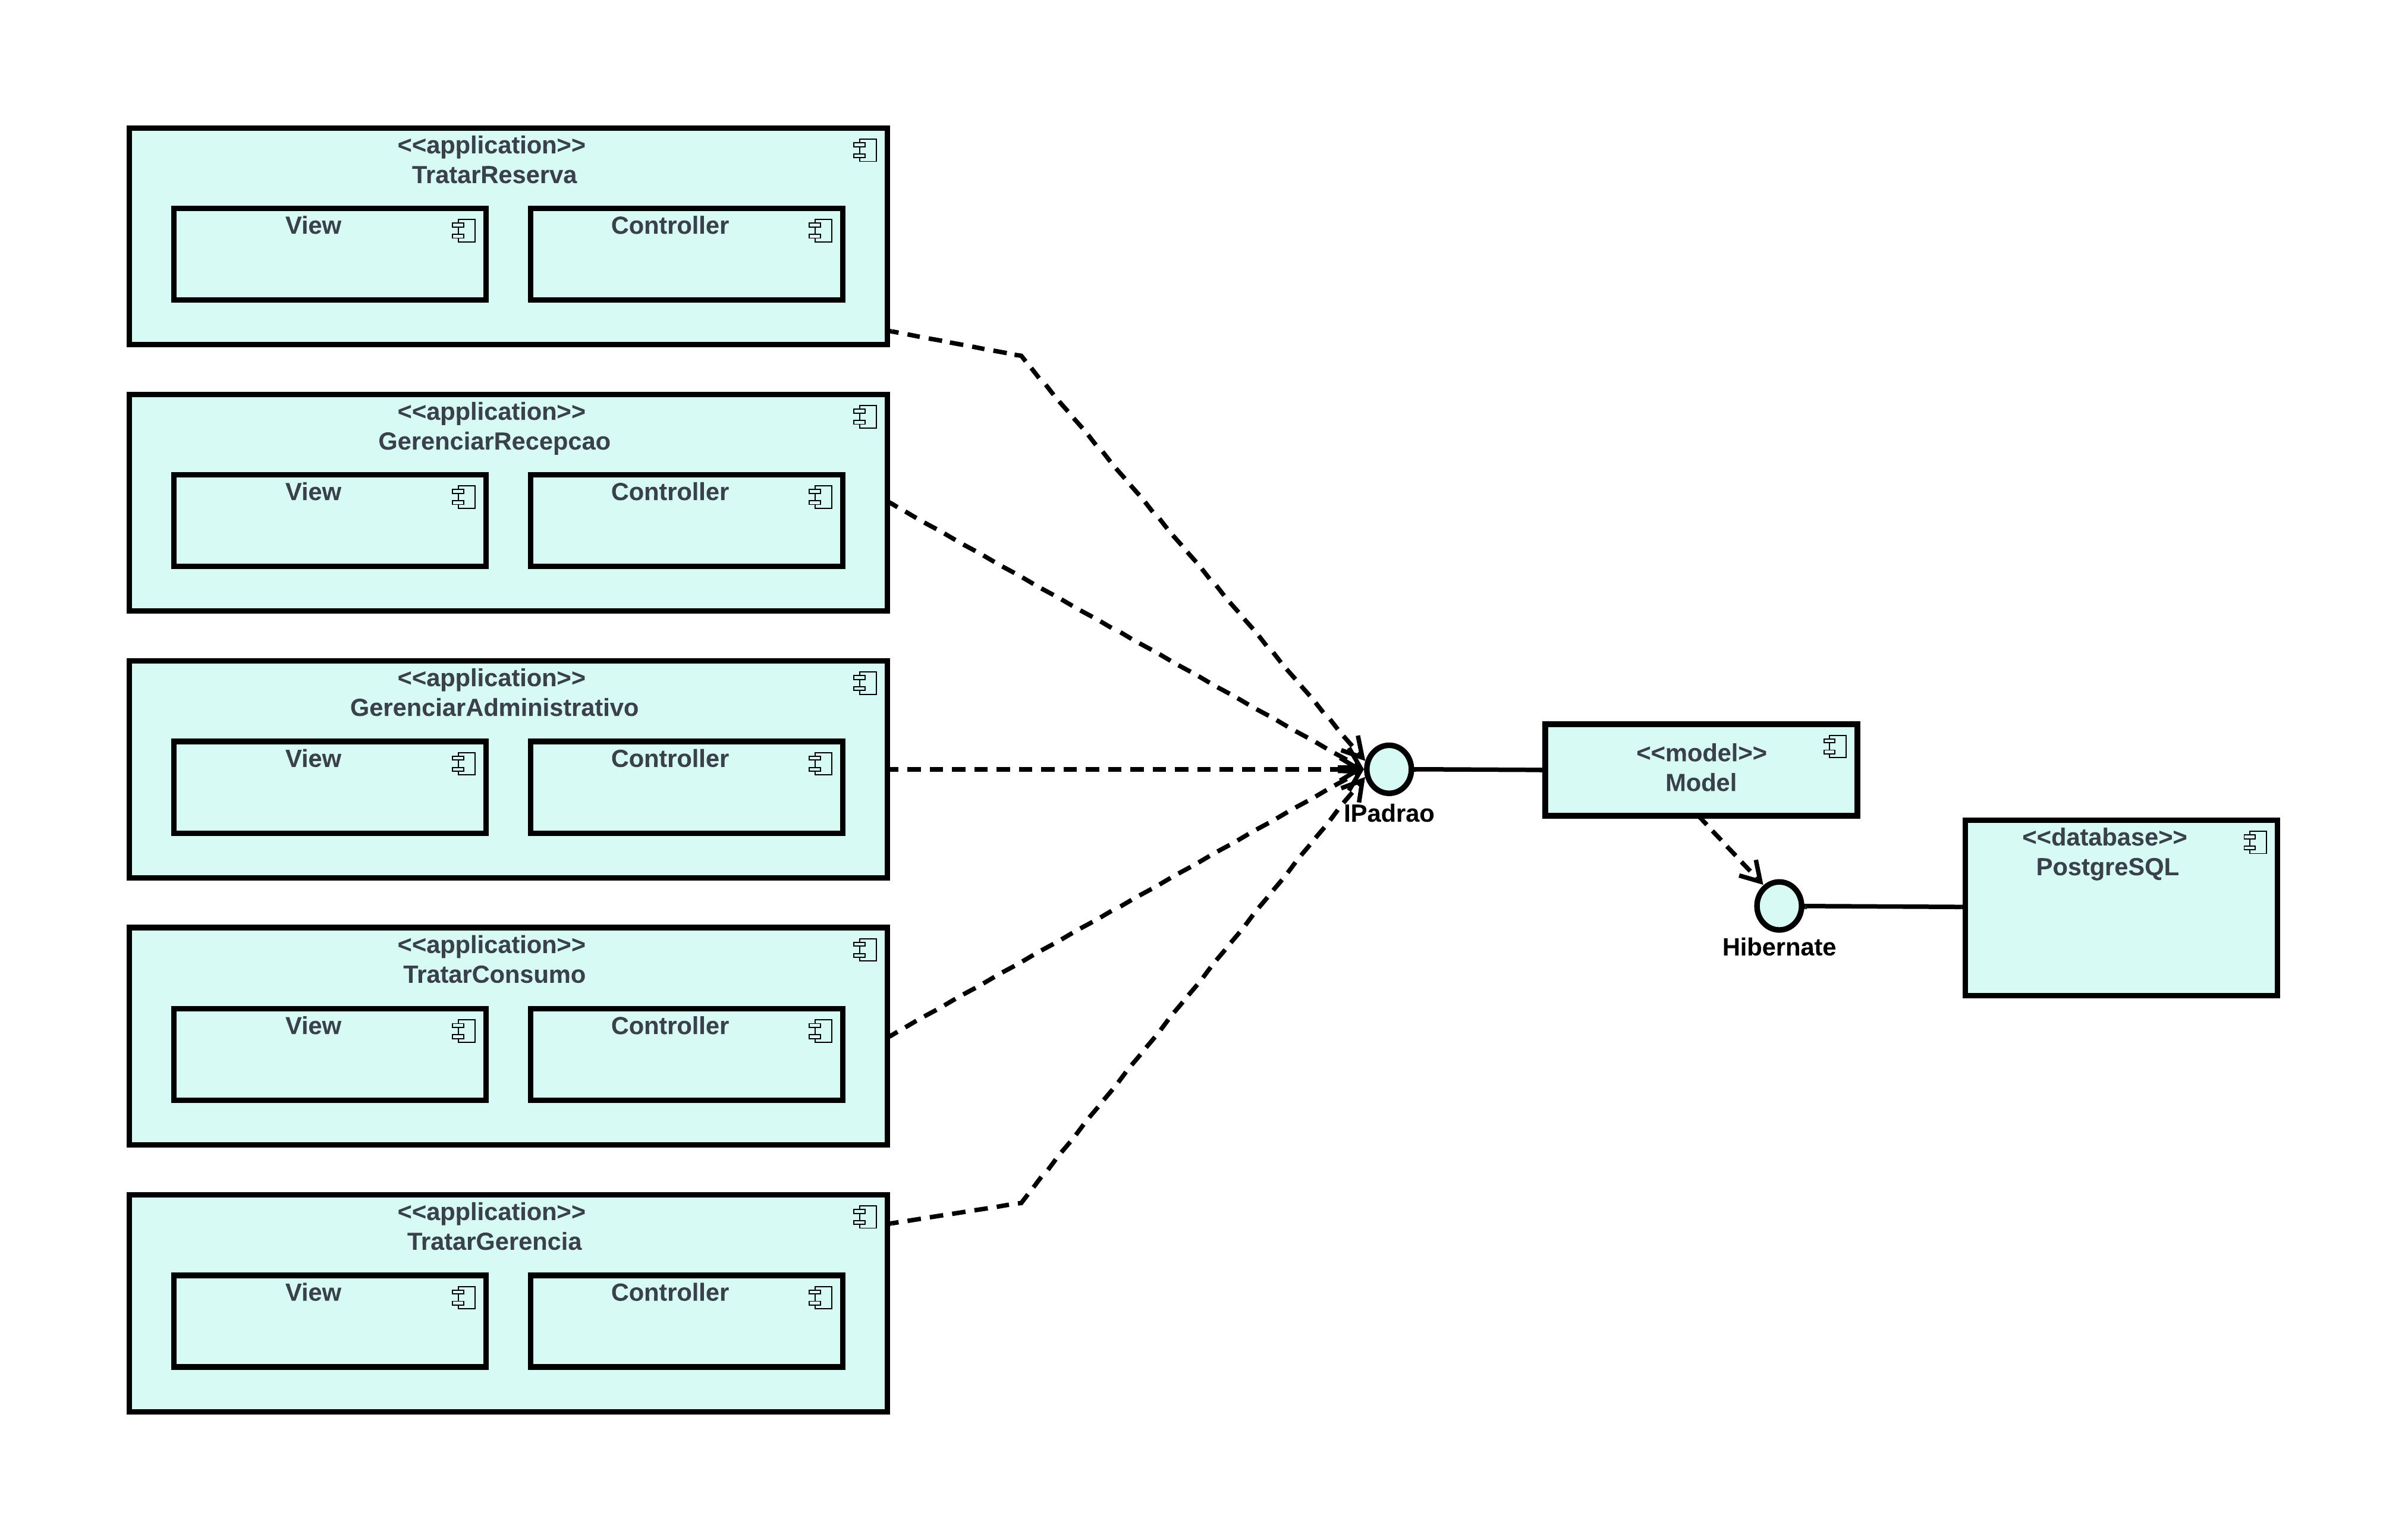 <<application>>
TratarReserva
View
Controller
<<application>>
GerenciarRecepcao
View
Controller
<<application>>
GerenciarAdministrativo
View
Controller
<<application>>
TratarConsumo
View
Controller
<<application>>
TratarGerencia
View
Controller
IPadrao
<<model>>
Model
Hibernate
<<database>>
PostgreSQL